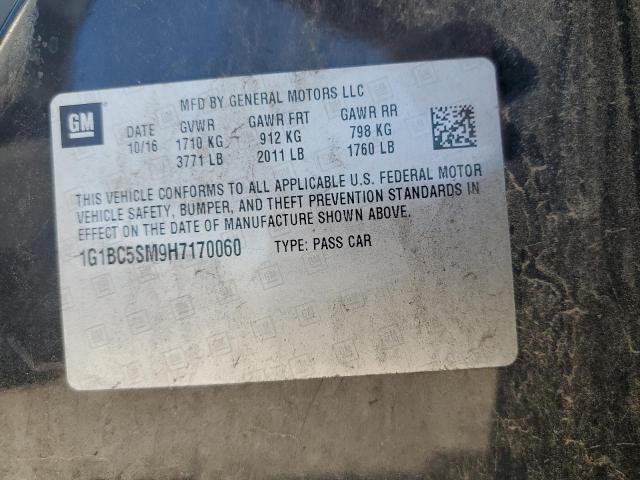 GM
MFD BY GENERAL MOTORS LLC
DATE GVWR GAWR FRT GAWR RR
10/16 1710 KG 912 KG 798 KG
3771 LB 2011 LB 1760 LB
THIS VEHICLE CONFORMS TO ALL APPLICABLE U.S. FEDERAL MOTOR
VEHICLE SAFETY, BUMPER, AND THEFT PREVENTION STANDARDS IN
EFFECT ON THE DATE OF MANUFACTURE SHOWN ABOVE.
1G1BC5SM9H7170060 TYPE: PASS CAR